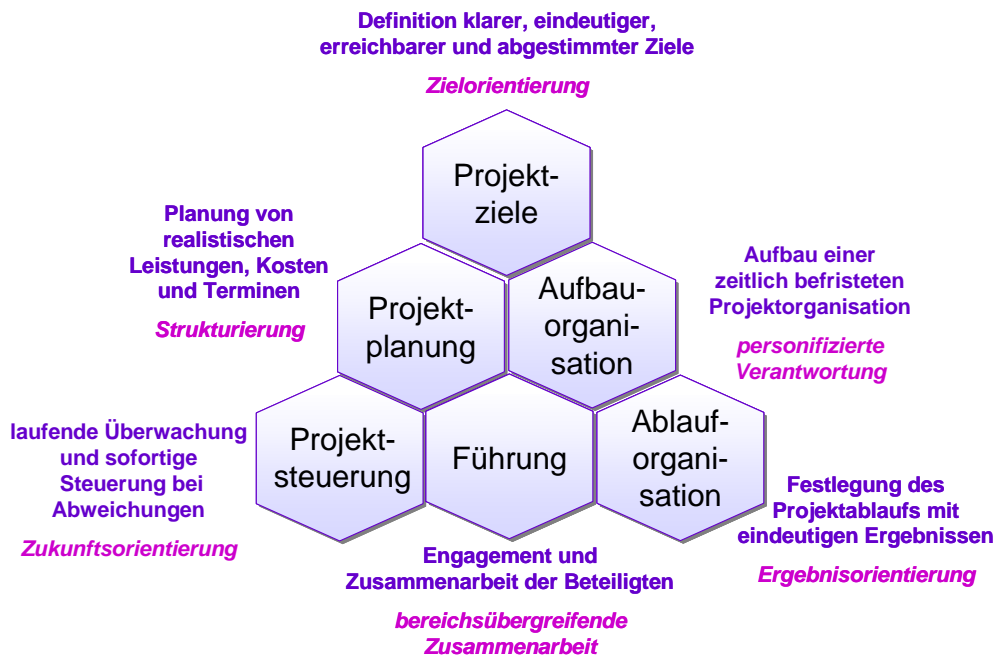 Definition klarer, eindeutiger,
erreichbarer und abgestimmter Ziele
Zielorientierung
Projekt-
ziele
Planung von
realistischen
Leistungen, Kosten
und Terminen
Strukturierung
Projekt-
planung
Aufbau-
organi-
sation
Aufbau einer
zeitlich befristeten
Projektorganisation
personifizierte
Verantwortung
laufende Überwachung
und sofortige
Steuerung bei
Abweichungen
Zukunftsorientierung
Projekt-
steuerung
Führung
Ablauf-
organi-
sation
Engagement und
Zusammenarbeit der Beteiligten
bereichsübergreifende
Zusammenarbeit
Festlegung des
Projektablaufs mit
eindeutigen Ergebnissen
Ergebnisorientierung